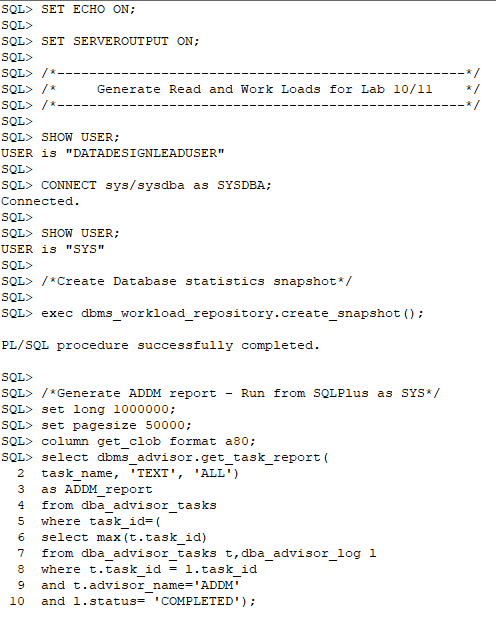 SQL> SET ECHO ON;
SQL>
SQL> SET SERVEROUTPUT ON;
SQL>
SQL> /*---------------------------------------------------*/
SQL> /*     Generate Read and Work Loads for Lab 10/11    */
SQL> /*---------------------------------------------------*/
SQL>
SQL> SHOW USER;
USER is "DATADESIGNLEADUSER"
SQL>
SQL> CONNECT sys/sysdba as SYSDBA;
Connected.
SQL>
SQL> SHOW USER;
USER is "SYS"
SQL>
SQL> /*Create Database statistics snapshot*/
SQL>
SQL> exec dbms_workload_repository.create_snapshot();
PL/SQL procedure successfully completed.
SQL>
SQL> /*Generate ADDM report - Run from SQLPlus as SYS*/
SQL> set long 1000000;
SQL> set pagesize 50000;
SQL> column get_clob format a80;
SQL> select dbms_advisor.get_task_report(
  2  task_name, 'TEXT', 'ALL')
  3  as ADDM_report
  4  from dba_advisor_tasks
  5  where task_id=(
  6  select max(t.task_id)
  7  from dba_advisor_tasks t,dba_advisor_log l
  8  where t.task_id = l.task_id
  9  and t.advisor_name='ADDM'
 10  and l.status= 'COMPLETED');